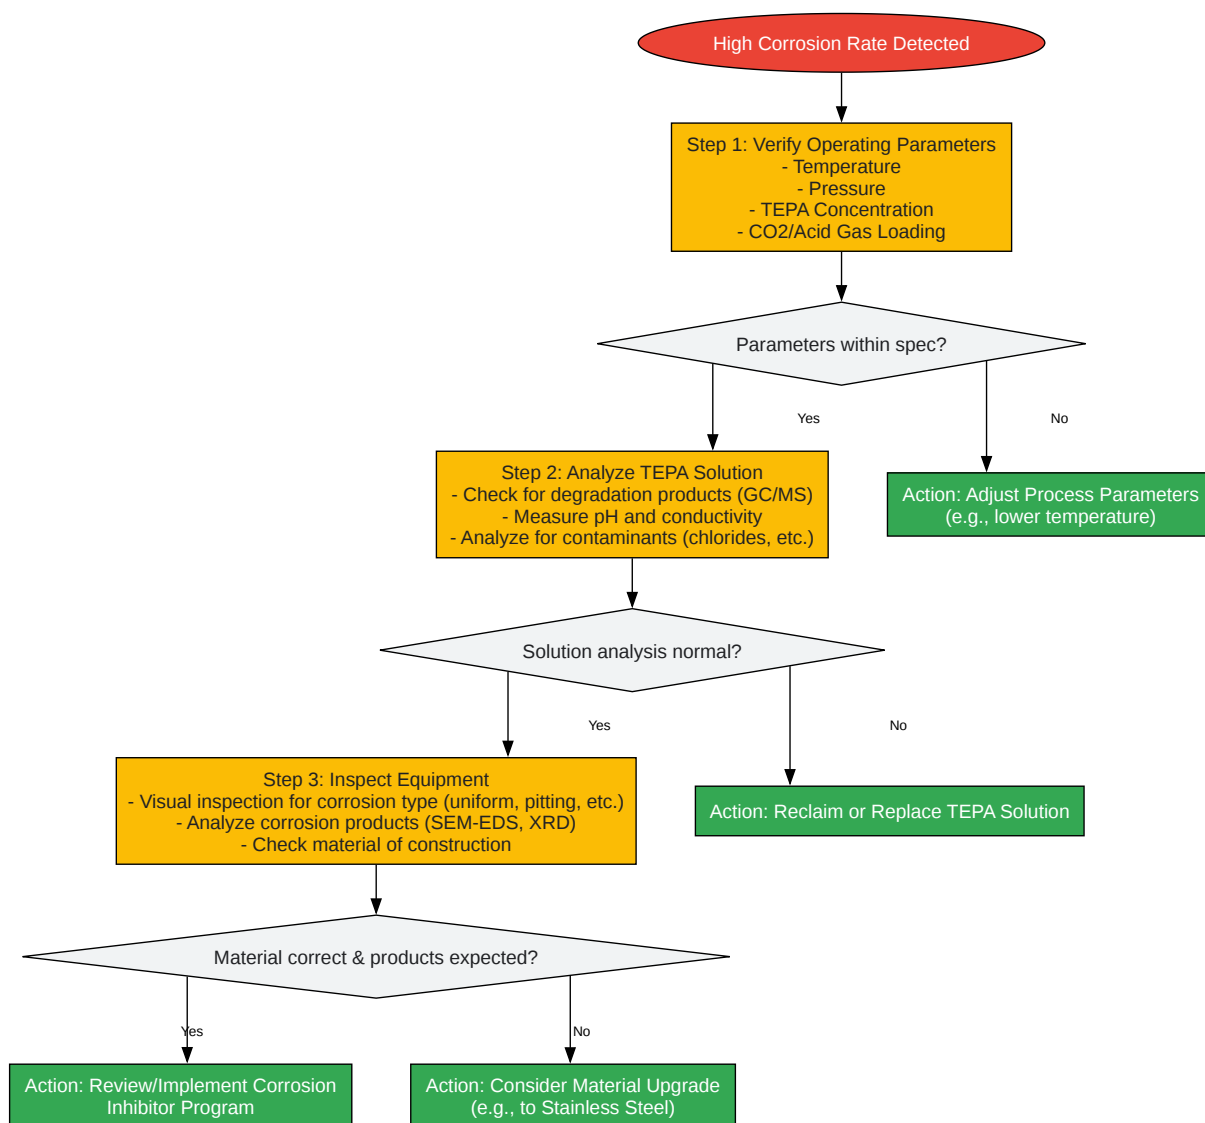 High Corrosion Rate Detected
Step 1: Verify Operating Parameters
- Temperature
- Pressure
- TEPA Concentration
- CO2/Acid Gas Loading
Parameters within spec?
Yes
No
Step 2: Analyze TEPA Solution
- Check for degradation products (GC/MS)
- Measure pH and conductivity
- Analyze for contaminants (chlorides, etc.)
Action: Adjust Process Parameters
(e.g., lower temperature)
Solution analysis normal?
Yes
No
Step 3: Inspect Equipment
- Visual inspection for corrosion type (uniform, pitting, etc.)
- Analyze corrosion products (SEM-EDS, XRD)
- Check material of construction
Action: Reclaim or Replace TEPA Solution
Material correct & products expected?
Yes
No
Action: Review/Implement Corrosion
Inhibitor Program
Action: Consider Material Upgrade
(e.g., to Stainless Steel)